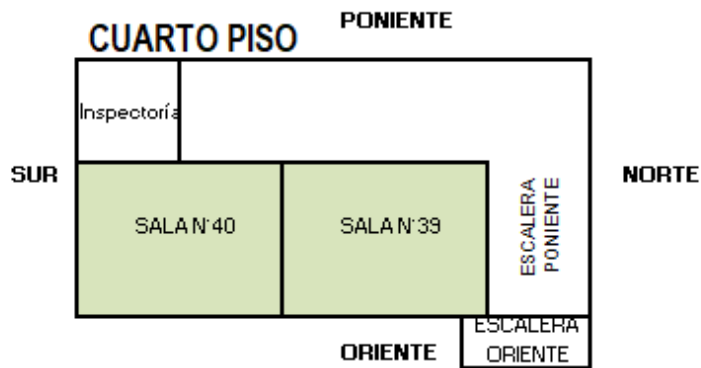 PONIENTE
CUARTO PISO
Inspectoría
SUR
NORTE
SALA N°40
SALA N°39
ESCALERA
PONIENTE
ESCALERA
ORIENTE
ORIENTE